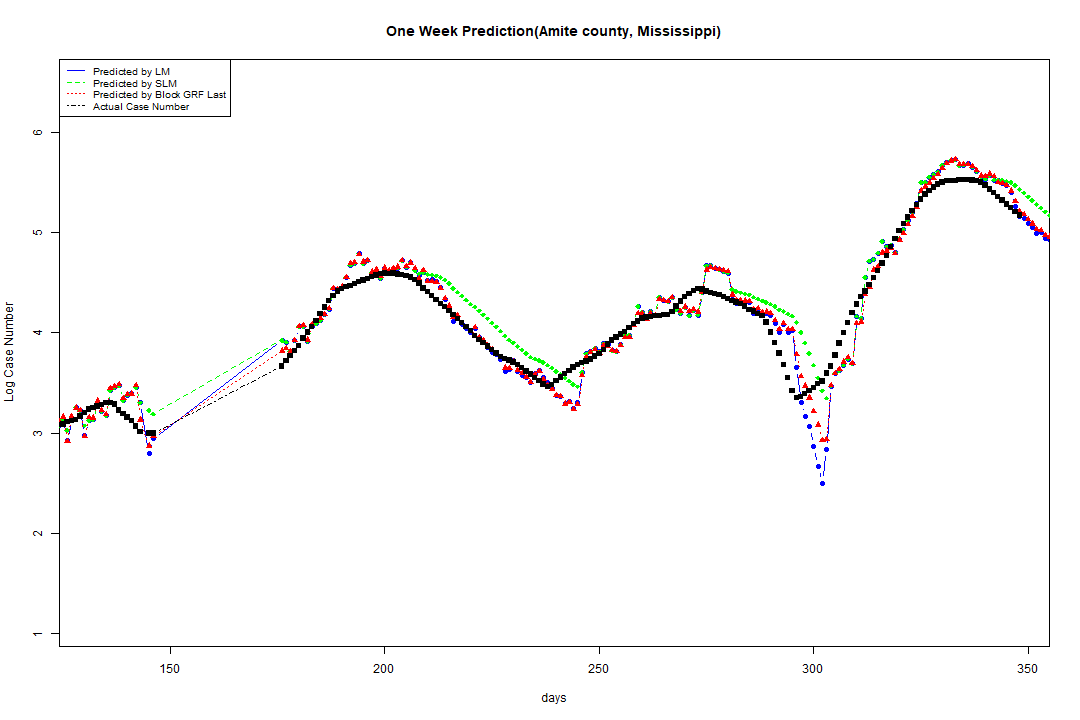 One Week Prediction(Amite county, Mississippi)
Predicted by LM
Predicted by SLM
Predicted by Block GRF Last
Actual Case Number
Log Case Number
6
5
4
3
2
1
150 200 250 300 350
days